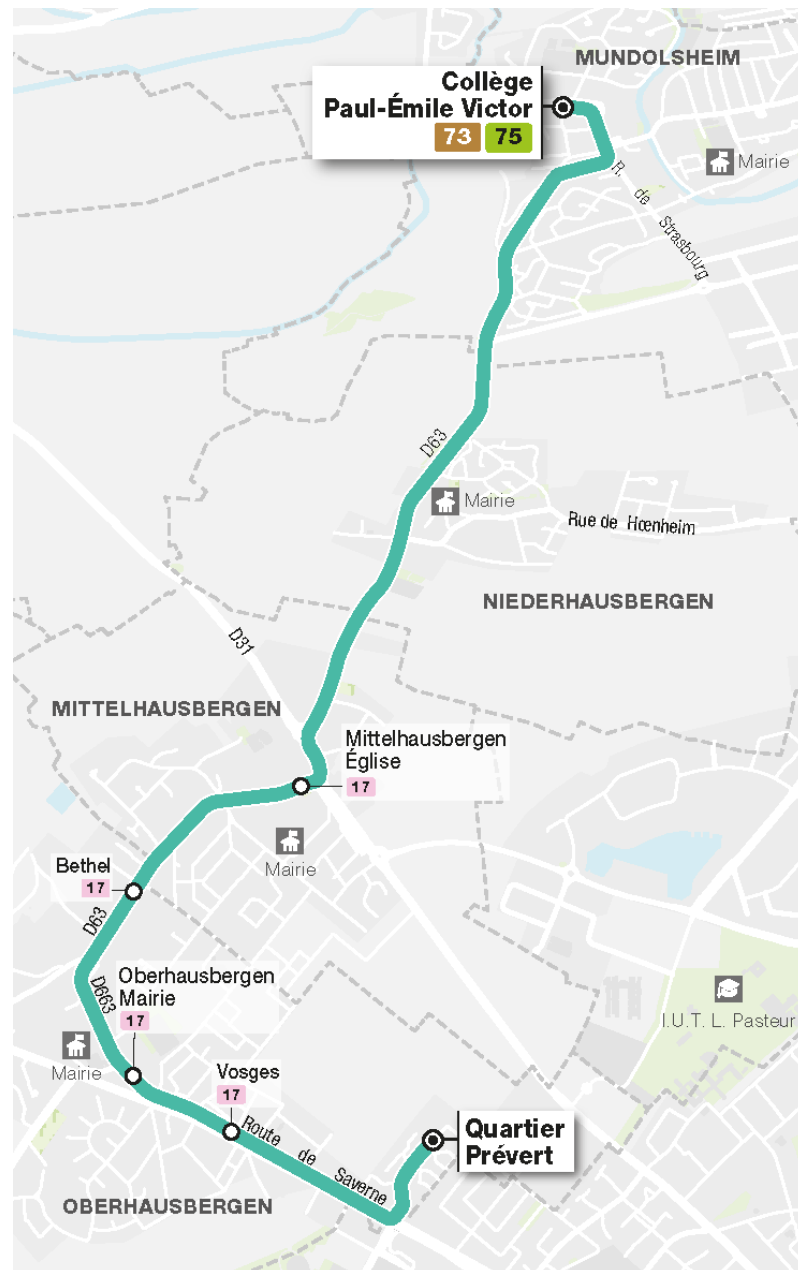 MUNDOLSHEIM
Collège
Paul-Émile Victor
73 75
Mairie
R. de Strasbourg
D63
Mairie
Rue de Hœnheim
NIEDERHAUSBERGEN
D31
MITTELHAUSBERGEN
Mittelhausbergen
Église
17
Mairie
Bethel
17
D63
D663
Oberhausbergen
Mairie
17
I.U.T. L. Pasteur
Mairie
Vosges
17
Route de Saverne
Quartier
Prévert
OBERHAUSBERGEN